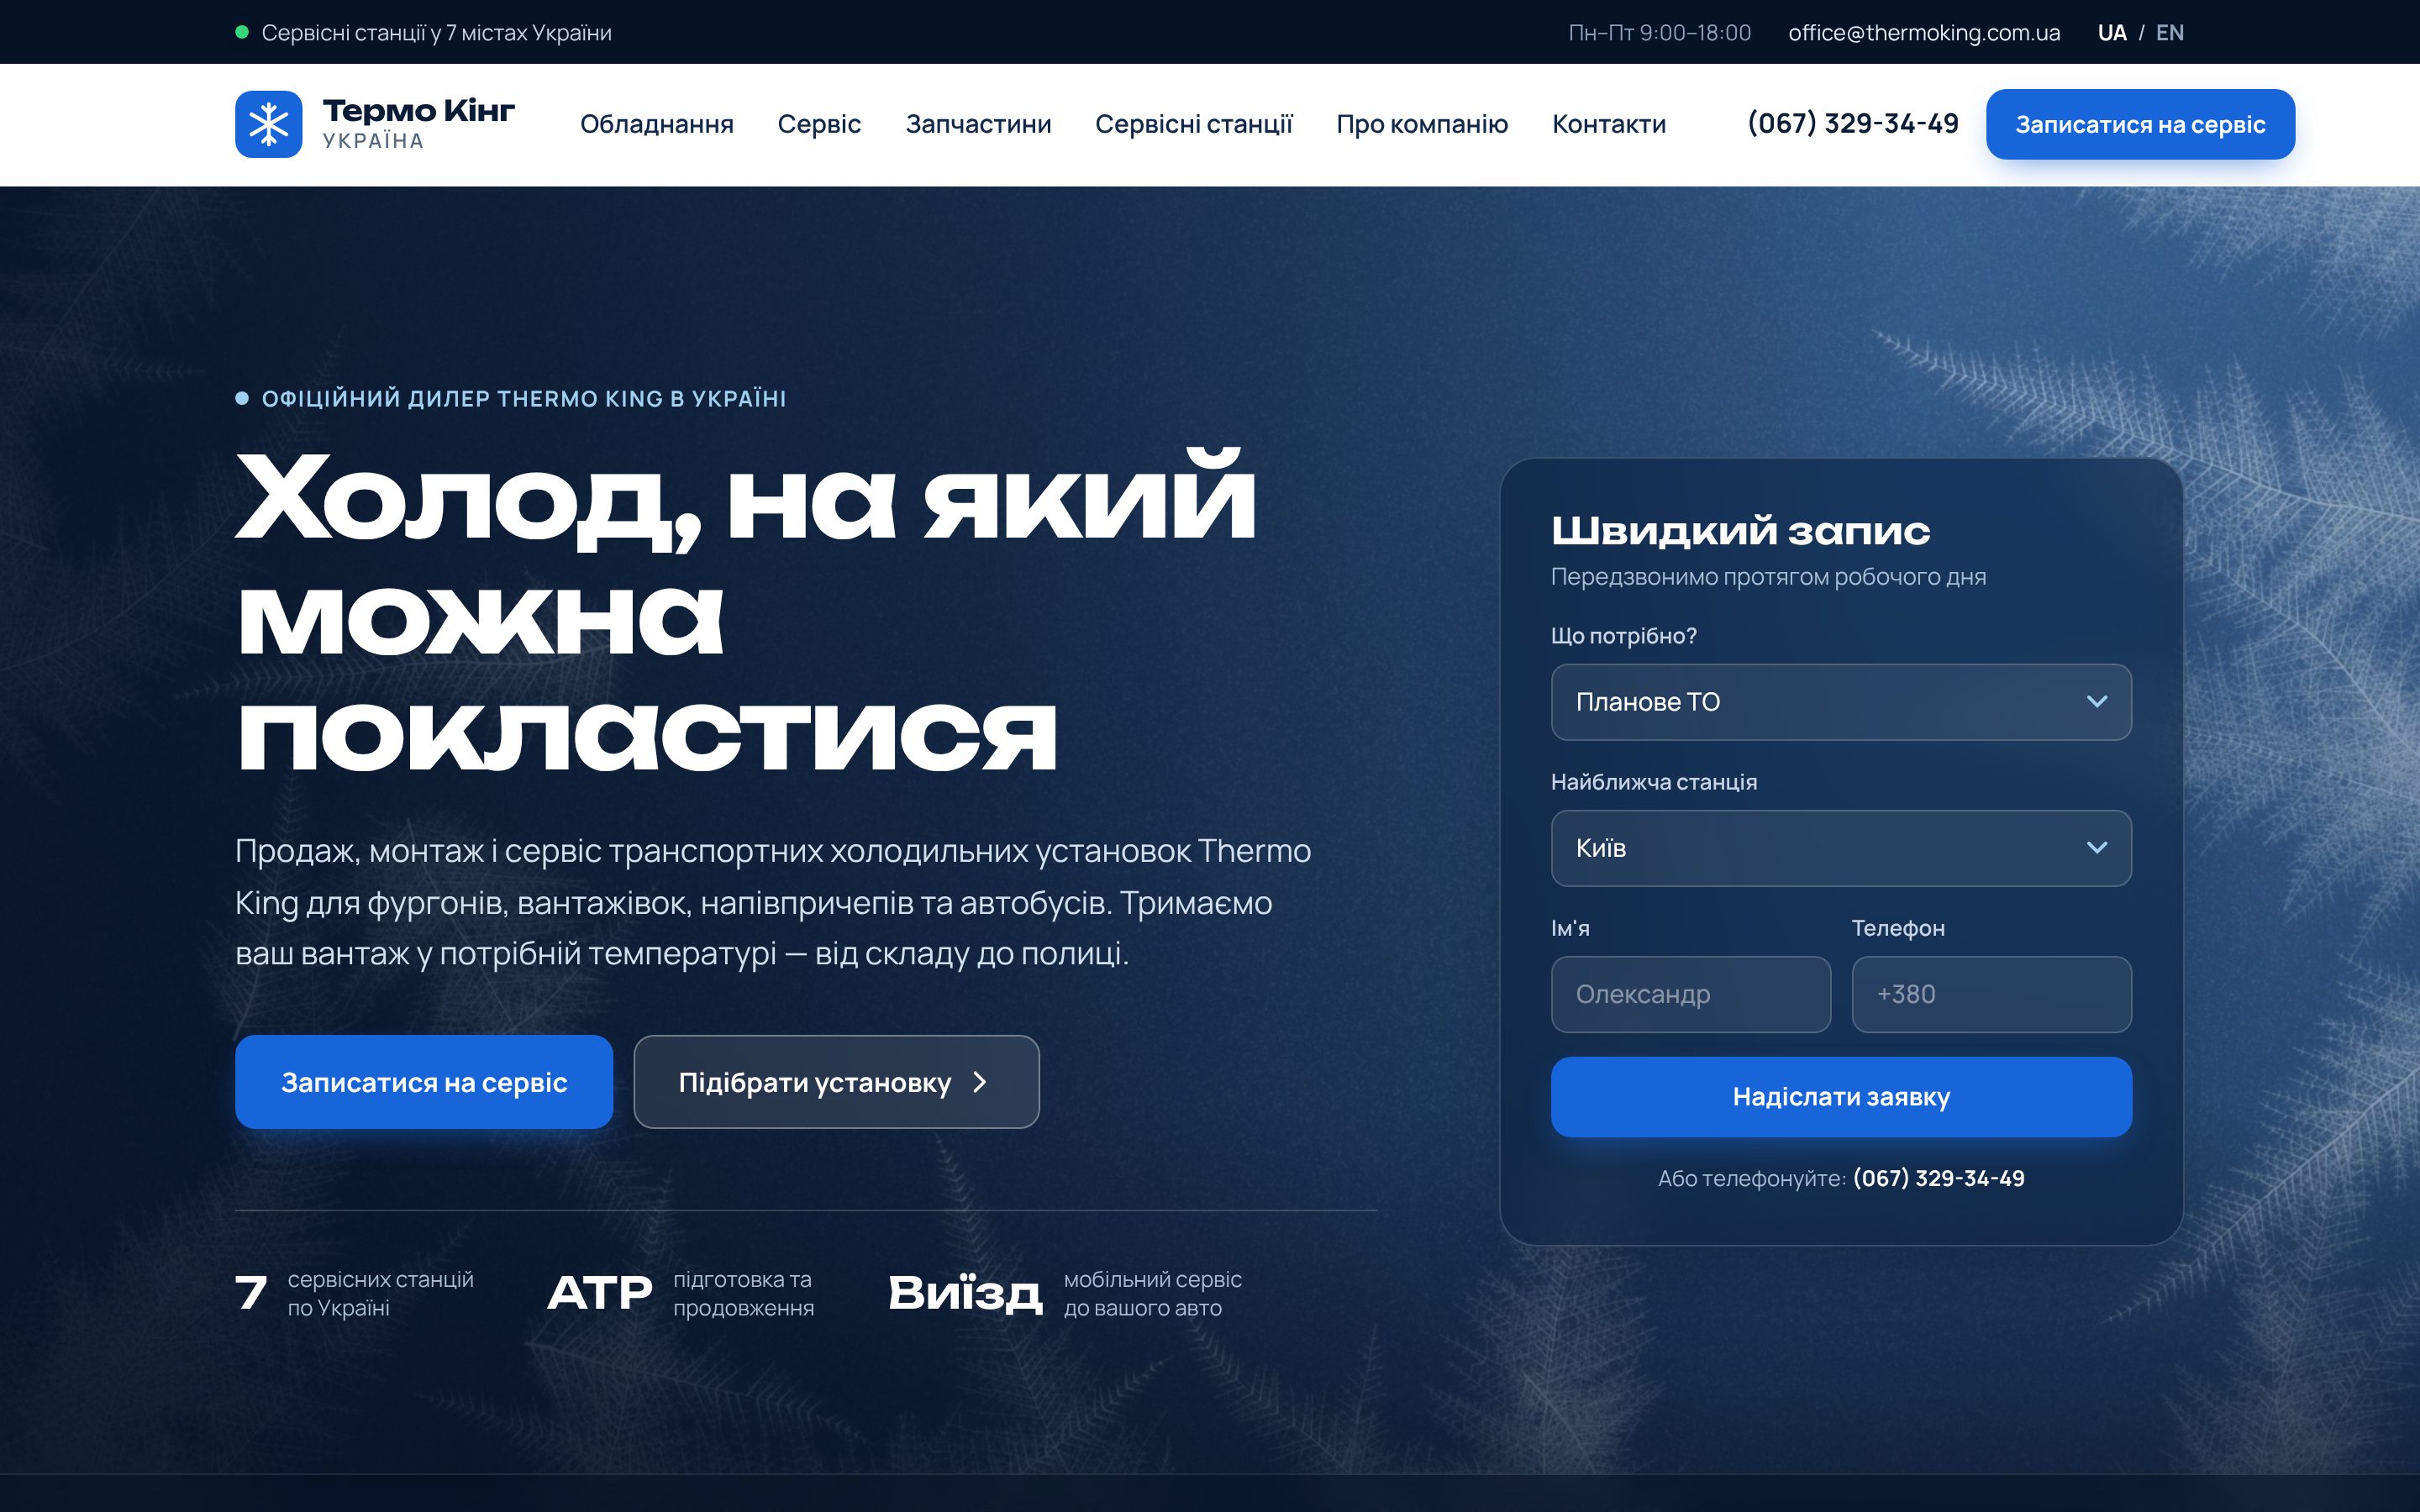 Сервісні станції у 7 містах України
Пн–Пт 9:00–18:00
office@thermoking.com.ua
UA / EN
Термо Кінг
УКРАЇНА
Обладнання
Сервіс
Запчастини
Сервісні станції
Про компанію
Контакти
(067) 329-34-49
Записатися на сервіс
ОФІЦІЙНИЙ ДИЛЕР THERMO KING В УКРАЇНІ
Холод, на який
можна
покластися
Продаж, монтаж і сервіс транспортних холодильних установок Thermo
King для фургонів, вантажівок, напівпричепів та автобусів. Тримаємо
ваш вантаж у потрібній температурі — від складу до полиці.
Записатися на сервіс
Підібрати установку
7
сервісних станцій
по Україні
АТР
підготовка та
продовження
Виїзд
мобільний сервіс
до вашого авто
Швидкий запис
Передзвонимо протягом робочого дня
Що потрібно?
Планове ТО
Найближча станція
Київ
Ім'я
Телефон
Олександр
+380
Надіслати заявку
Або телефонуйте: (067) 329-34-49